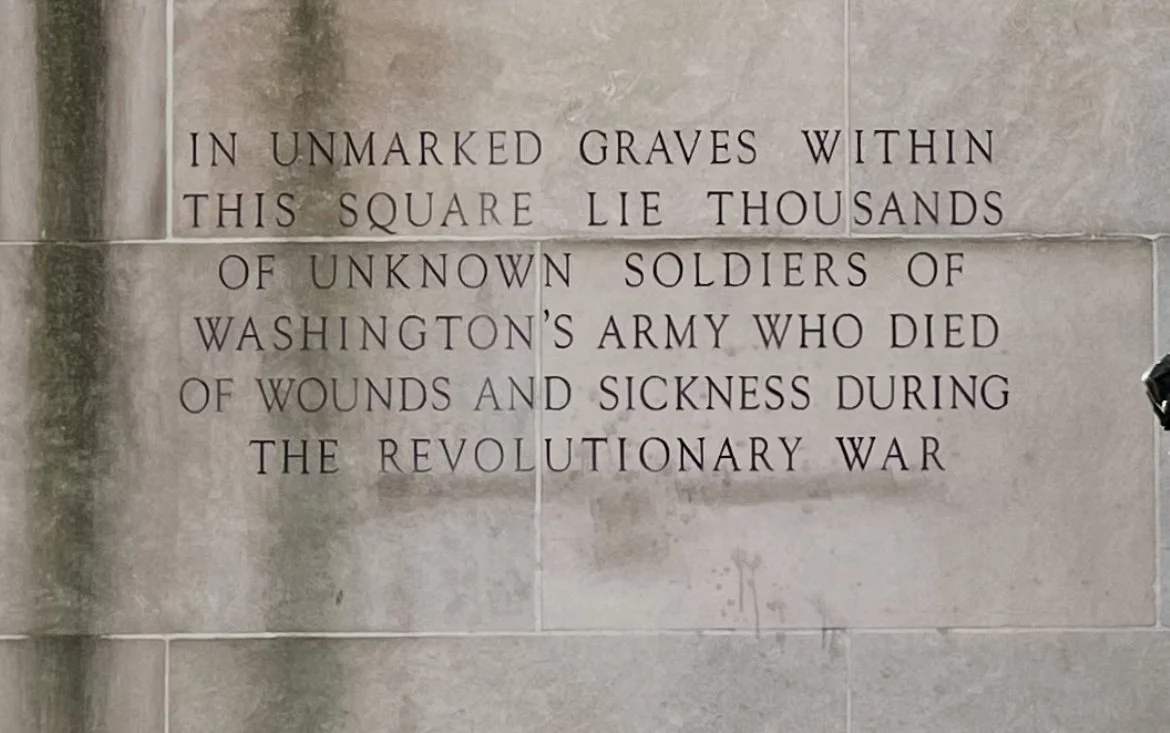 IN UNMARKED GRAVES WITHIN
THIS SQUARE LIE THOUSANDS
OF UNKNOWN SOLDIERS OF
WASHINGTON'S ARMY WHO DIED
OF WOUNDS AND SICKNESS DURING
THE REVOLUTIONARY WAR